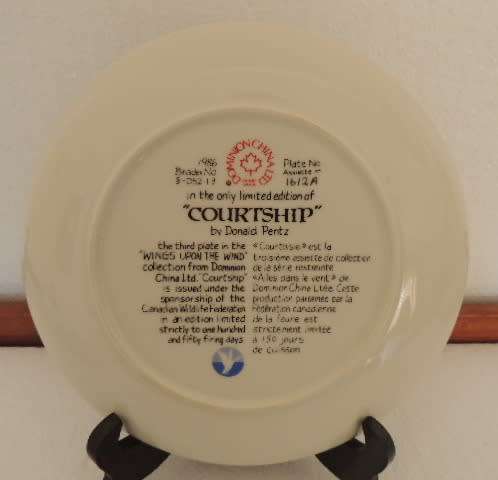 1986
Bradex No
8-D52-1.3
DOMINION CHINA LTD
Plate No
Assiette nº
1612A
in the only limited edition of
"COURTSHIP"
by Donald Pentz
the third plate in the
"WINGS UPON THE WIND"
collection from Dominion
China Ltd. "Courtship"
is issued under the
sponsorship of the
Canadian Wildlife Federation
in an edition limited
strictly to one hundred
and fifty firing days
«Courtoisie» est la
troisième assiette de collection
de la série restreinte
«Ailes dans le vent» de
Dominion China Ltée. Cette
production parrainée par la
Fédération canadienne
de la faune est
strictement limitée
à 150 jours
de cuisson